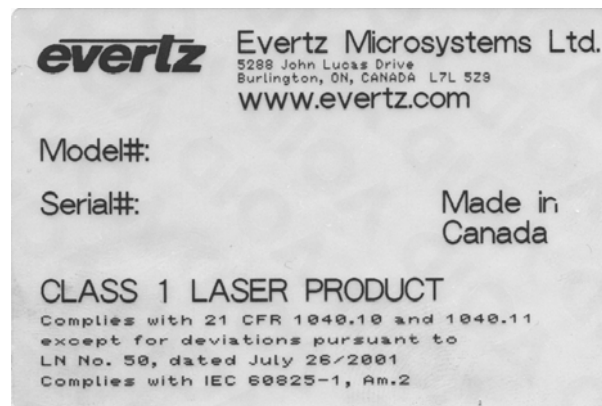 evertz
Evertz Microsystems Ltd.
5288 John Lucas Drive
Burlington, ON, CANADA L7L 5Z9
www.evertz.com
Model#:
Serial#:
Made in
Canada
CLASS 1 LASER PRODUCT
Complies with 21 CFR 1040.10 and 1040.11
except for deviations pursuant to
LN No. 50, dated July 26/2001
Complies with IEC 60825-1, Am.2